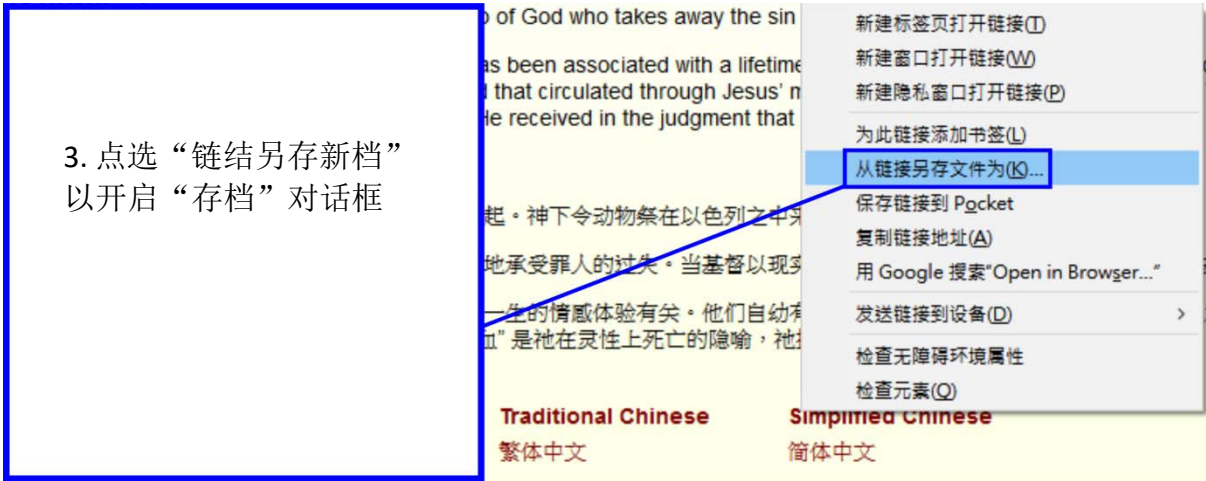 3. 点选“链结另存新档”
以开启“存档”对话框
of God who takes away the sin
as been associated with a lifetime
that circulated through Jesus’
He received in the judgment that
起。神下令动物祭在以色列之中
地承受罪人的过失。当基督以现实
一生的情感体验有关。他们自幼有
血” 是祂在灵性上死亡的隐喻，祂
Traditional Chinese
Simplified Chinese
繁体中文
简体中文
新建标签页打开链接(T)
新建窗口打开链接(W)
新建隐私窗口打开链接(P)
为此链接添加书签(L)
从链接另存文件为(K)...
保存链接到 Pocket
复制链接地址(A)
用 Google 搜索“Open in Browser...”
发送链接到设备(D)
检查无障碍环境属性
检查元素(Q)